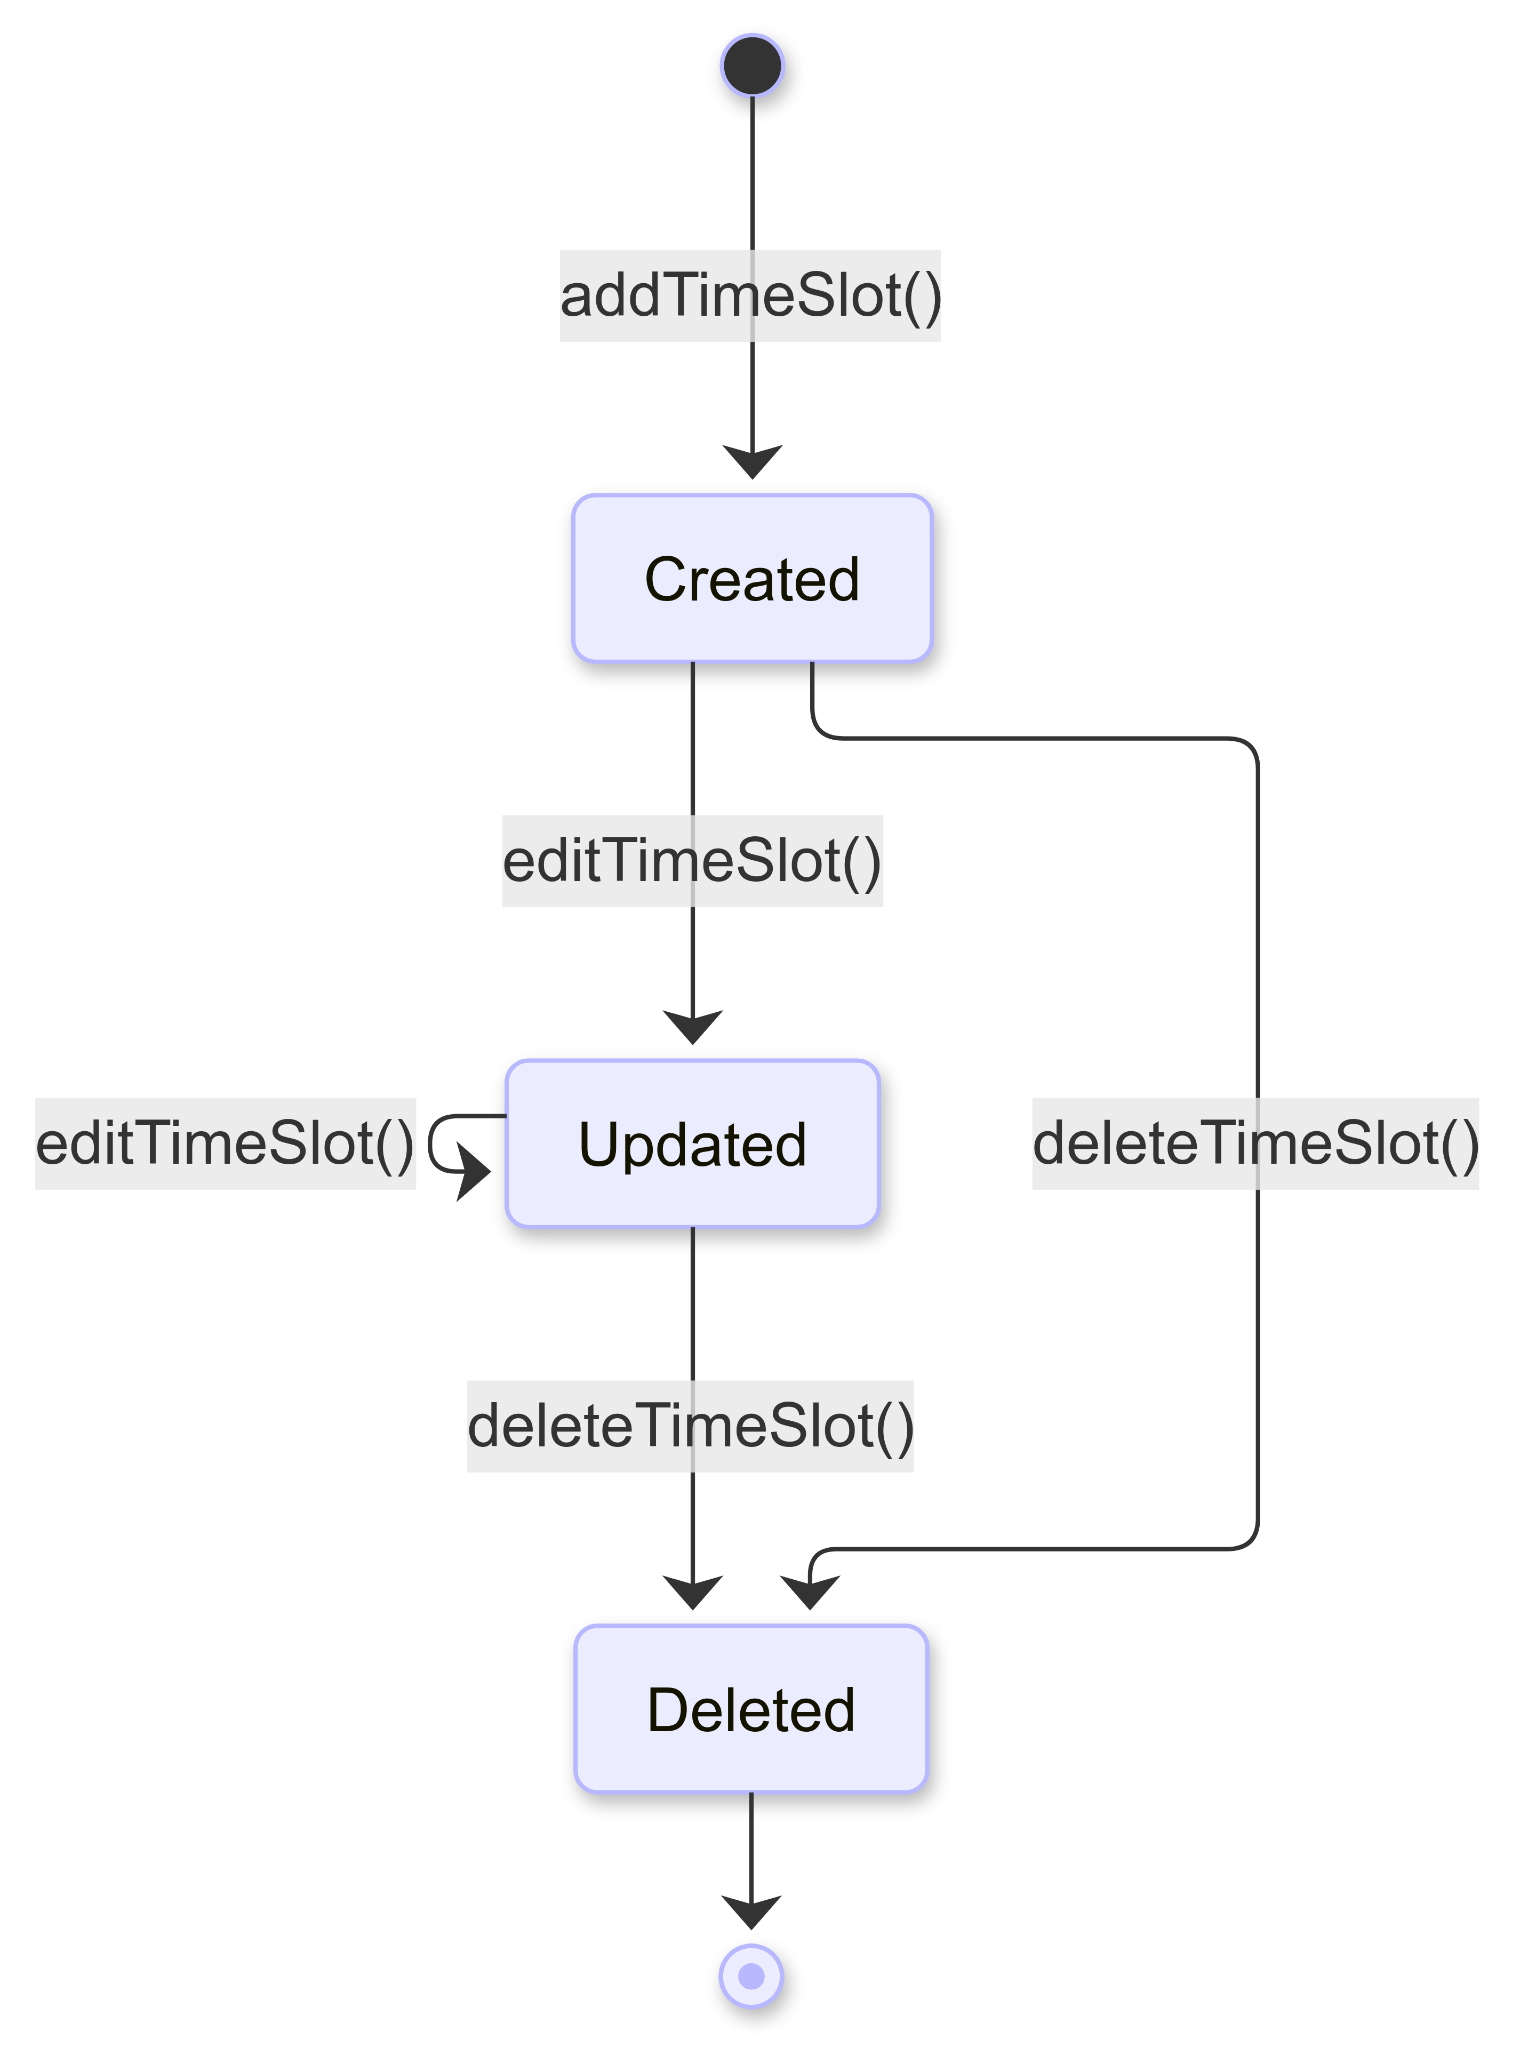 addTimeSlot()
Created
editTimeSlot()
editTimeSlot()
Updated
deleteTimeSlot()
deleteTimeSlot()
Deleted